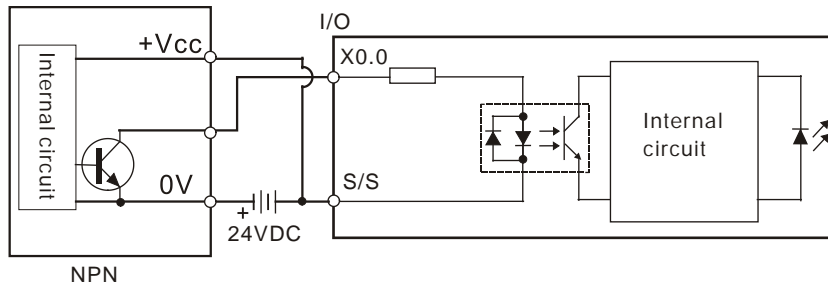 I/O
+Vcc
X0.0
Internal circuit
Internal
circuit
0V
S/S
+
24VDC
NPN